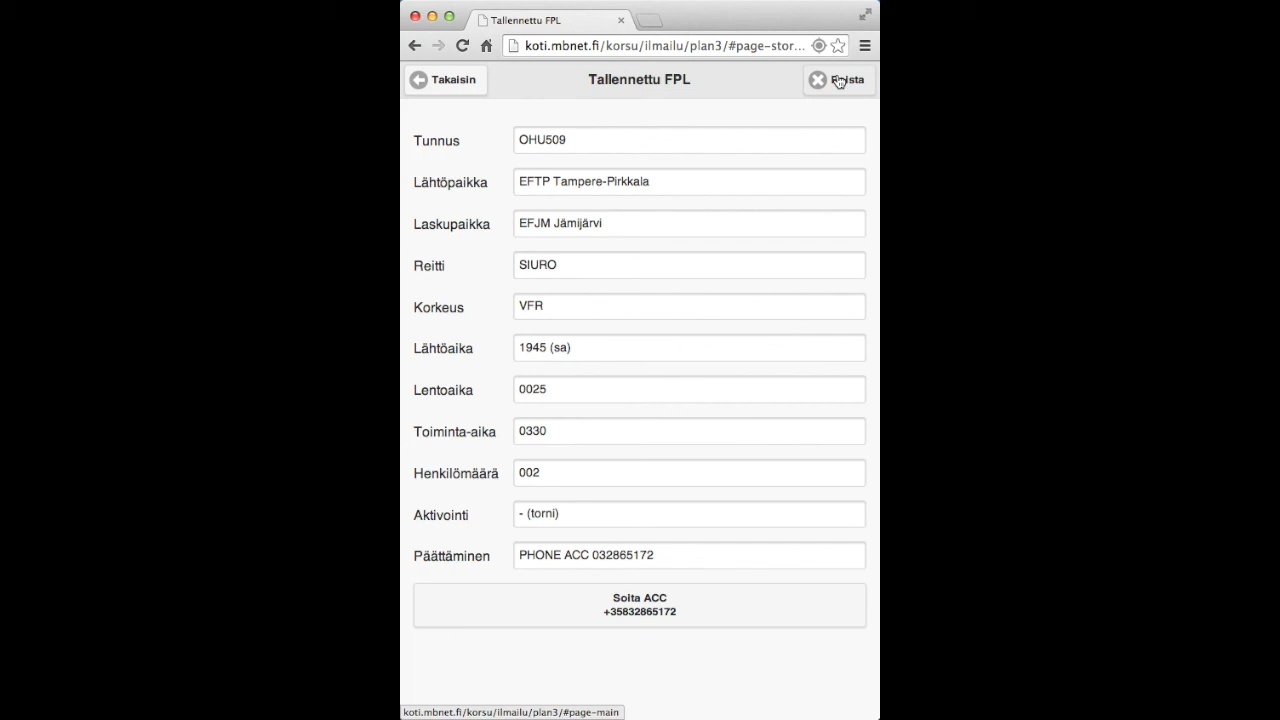 Tallennettu FPL
koti.mbnet.fi/korsu/ilmailu/plan3/#page-stor...
Takaisin
Tallennettu FPL
Tunnus OHU509
Lähtöpaikka EFTP Tampere-Pirkkala
Laskupaikka EFJM Jämijärvi
Reitti SIURO
Korkeus VFR
Lähtöaika 1945 (sa)
Lentoaika 0025
Toiminta-aika 0330
Henkilömäärä 002
Aktivointi - (torni)
Päättäminen PHONE ACC 032865172
Soita ACC
+35832865172
koti.mbnet.fi/korsu/ilmailu/plan3/#page-main